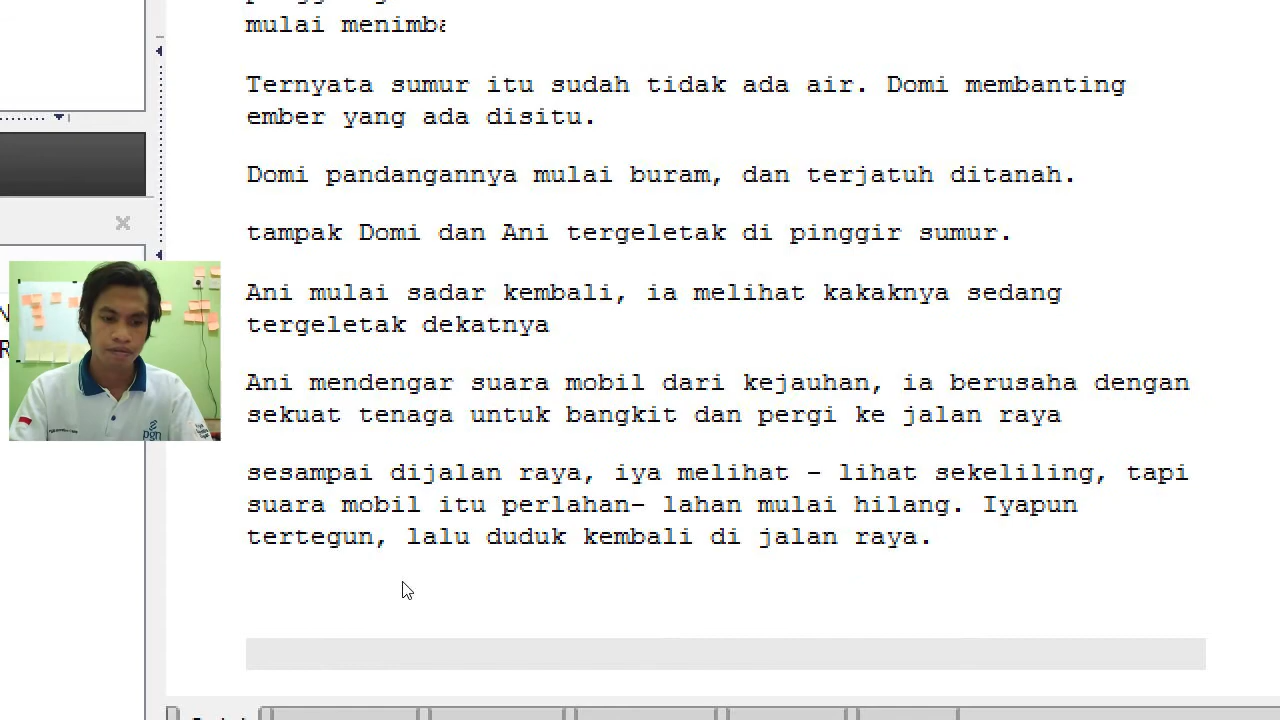 mulai menimba
Ternyata sumur itu sudah tidak ada air. Domi membanting
ember yang ada disitu.
Domi pandangannya mulai buram, dan terjatuh ditanah.
tampak Domi dan Ani tergeletak di pinggir sumur.
Ani mulai sadar kembali, ia melihat kakaknya sedang
tergeletak dekatnya
Ani mendengar suara mobil dari kejauhan, ia berusaha dengan
sekuat tenaga untuk bangkit dan pergi ke jalan raya
sesampai dijalan raya, iya melihat - lihat sekeliling, tapi
suara mobil itu perlahan- lahan mulai hilang. Iyapun
tertegun, lalu duduk kembali di jalan raya.
pgn